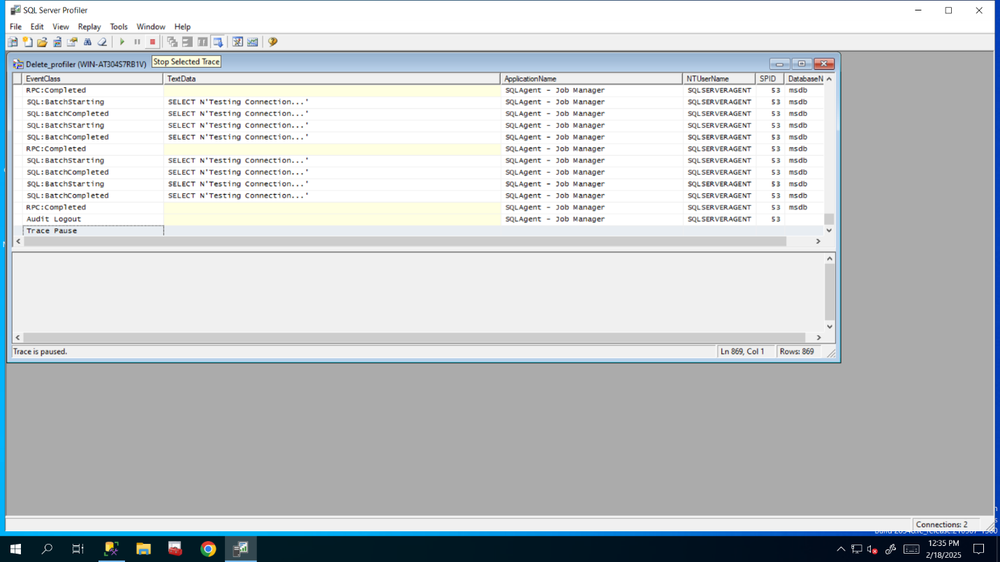 SQL Server Profiler
File Edit View Replay Tools Window Help
Stop Selected Trace
Delete_profiler (WIN-AT304S7RB1V)
EventClass TextData ApplicationName NTUserName SPID DatabaseN
RPC:Completed SQLAgent - Job Manager SQLSERVERAGENT 53 msdb
SQL:BatchStarting SELECT N'Testing Connection...' SQLAgent - Job Manager SQLSERVERAGENT 53 msdb
SQL:BatchCompleted SELECT N'Testing Connection...' SQLAgent - Job Manager SQLSERVERAGENT 53 msdb
SQL:BatchStarting SELECT N'Testing Connection...' SQLAgent - Job Manager SQLSERVERAGENT 53 msdb
SQL:BatchCompleted SELECT N'Testing Connection...' SQLAgent - Job Manager SQLSERVERAGENT 53 msdb
RPC:Completed SQLAgent - Job Manager SQLSERVERAGENT 53 msdb
SQL:BatchStarting SELECT N'Testing Connection...' SQLAgent - Job Manager SQLSERVERAGENT 53 msdb
SQL:BatchCompleted SELECT N'Testing Connection...' SQLAgent - Job Manager SQLSERVERAGENT 53 msdb
SQL:BatchStarting SELECT N'Testing Connection...' SQLAgent - Job Manager SQLSERVERAGENT 53 msdb
SQL:BatchCompleted SELECT N'Testing Connection...' SQLAgent - Job Manager SQLSERVERAGENT 53 msdb
RPC:Completed SQLAgent - Job Manager SQLSERVERAGENT 53 msdb
Audit Logout SQLAgent - Job Manager SQLSERVERAGENT 53
Trace Pause
Trace is paused. Ln 869, Col 1 Rows: 869
Connections: 2
12:35 PM
2/18/2025